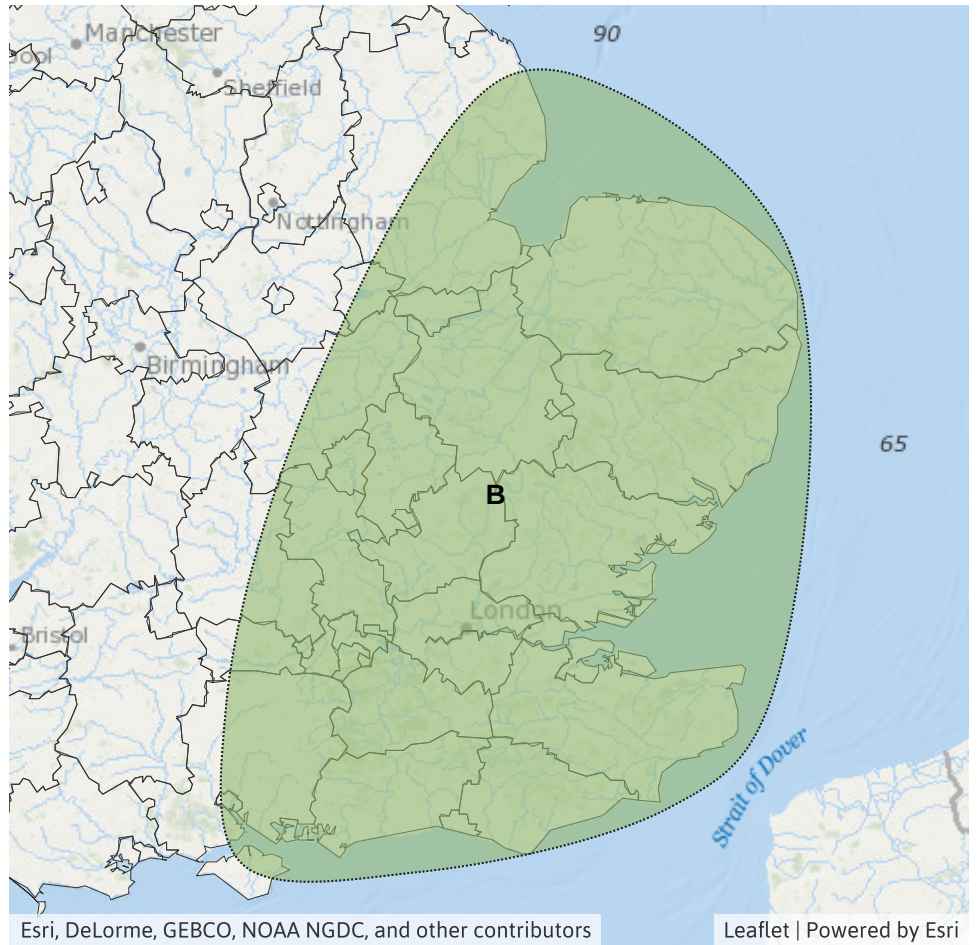 90
Manchester
ool
Sheffield
Nottingham
Birmingham
65
B
London
Bristol
Strait of Dover
Esri, DeLorme, GEBCO, NOAA NGDC, and other contributors
Leaflet | Powered by Esri